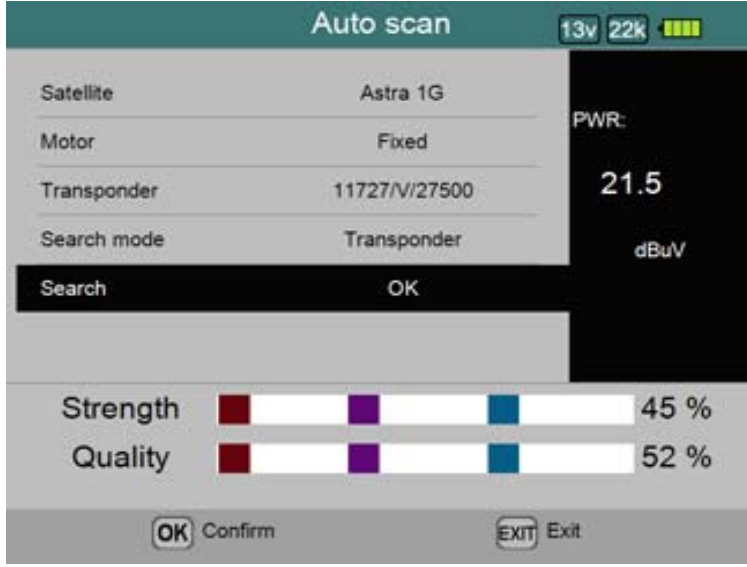 Auto scan 13v 22k
Satellite Astra 1G
Motor Fixed
Transponder 11727/V/27500
Search mode Transponder
Search OK
PWR:
21.5
dBuV
Strength 45 %
Quality 52 %
OK Confirm EXIT Exit